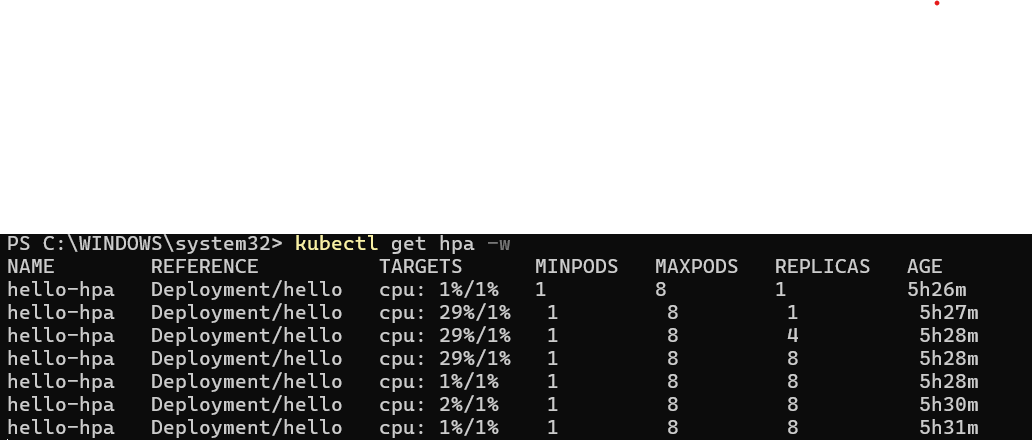 PS C:\WINDOWS\system32> kubectl get hpa -w
NAME        REFERENCE          TARGETS      MINPODS   MAXPODS   REPLICAS   AGE
hello-hpa   Deployment/hello   cpu: 1%/1%   1         8         1          5h26m
hello-hpa   Deployment/hello   cpu: 29%/1%   1         8         1          5h27m
hello-hpa   Deployment/hello   cpu: 29%/1%   1         8         4          5h28m
hello-hpa   Deployment/hello   cpu: 29%/1%   1         8         8          5h28m
hello-hpa   Deployment/hello   cpu: 1%/1%    1         8         8          5h28m
hello-hpa   Deployment/hello   cpu: 2%/1%    1         8         8          5h30m
hello-hpa   Deployment/hello   cpu: 1%/1%    1         8         8          5h31m